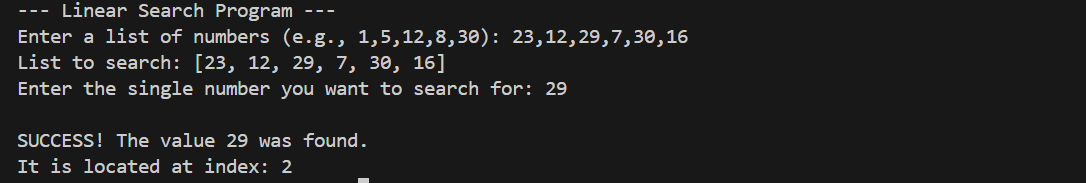 --- Linear Search Program ---
Enter a list of numbers (e.g., 1,5,12,8,30): 23,12,29,7,30,16
List to search: [23, 12, 29, 7, 30, 16]
Enter the single number you want to search for: 29
SUCCESS! The value 29 was found.
It is located at index: 2